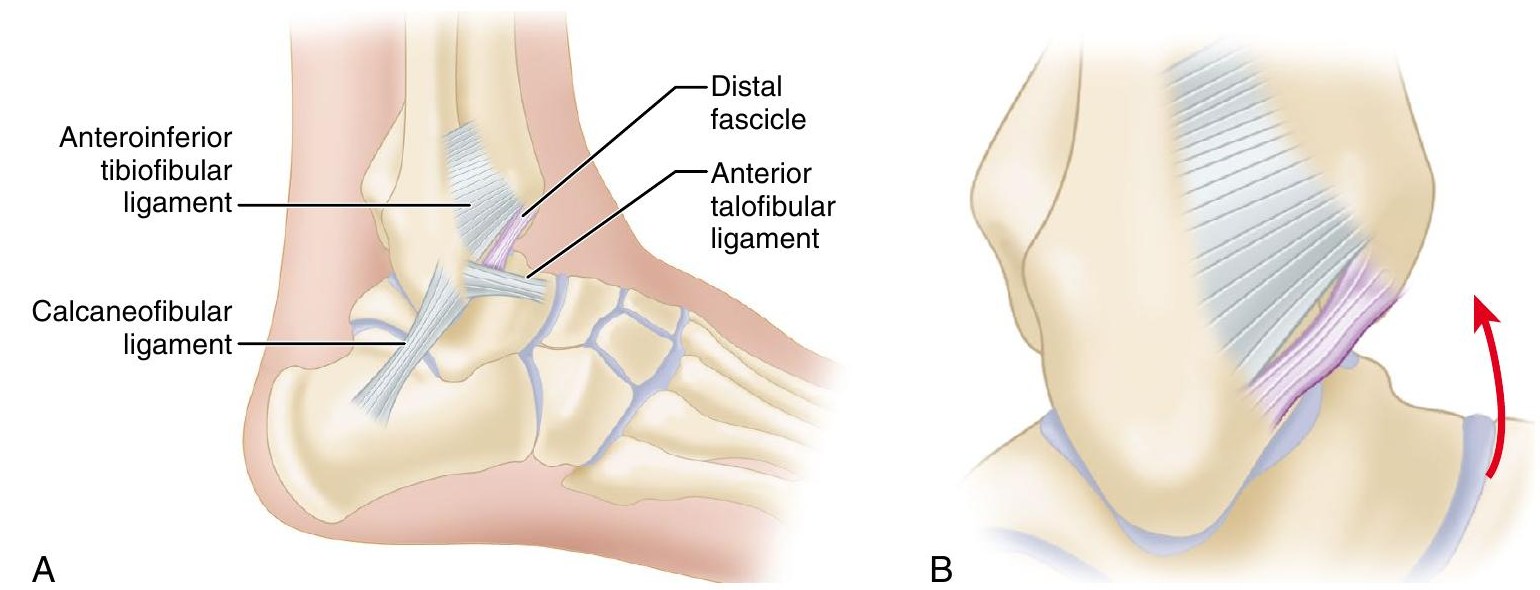 Anteroinferior
tibiofibular
ligament
Calcaneofibular
ligament
Distal
fascicle
Anterior
talofibular
ligament
A
B